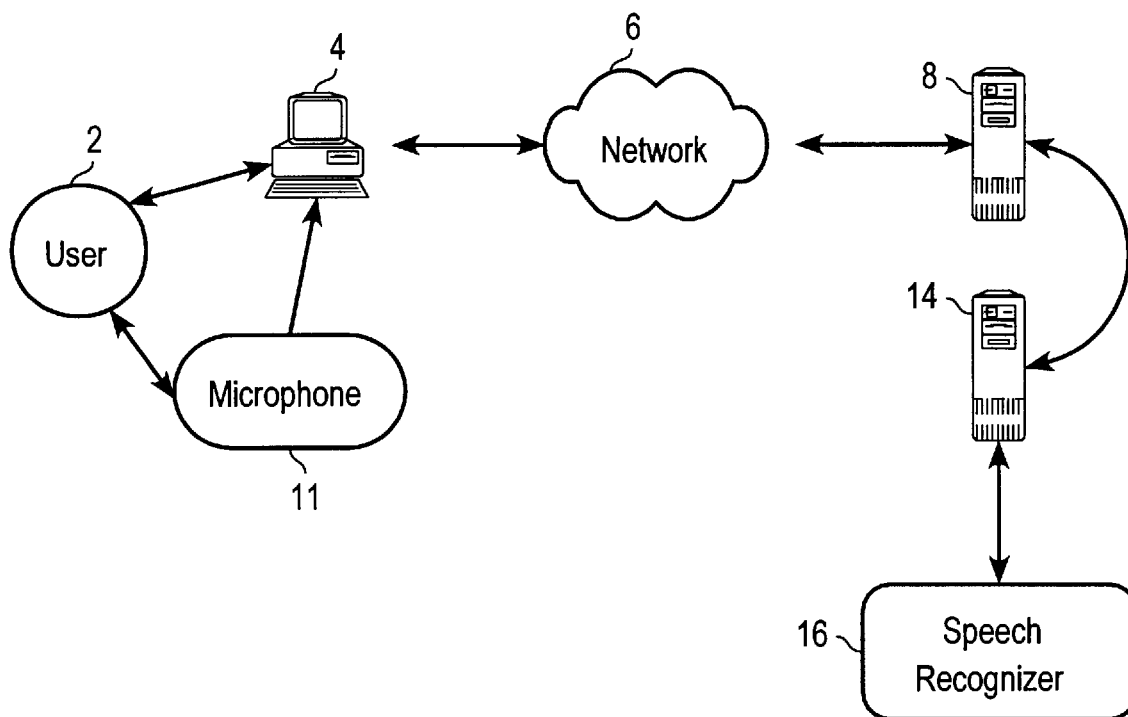 4
6
8
2
Network
User
14
Microphone
11
16
Speech
Recognizer